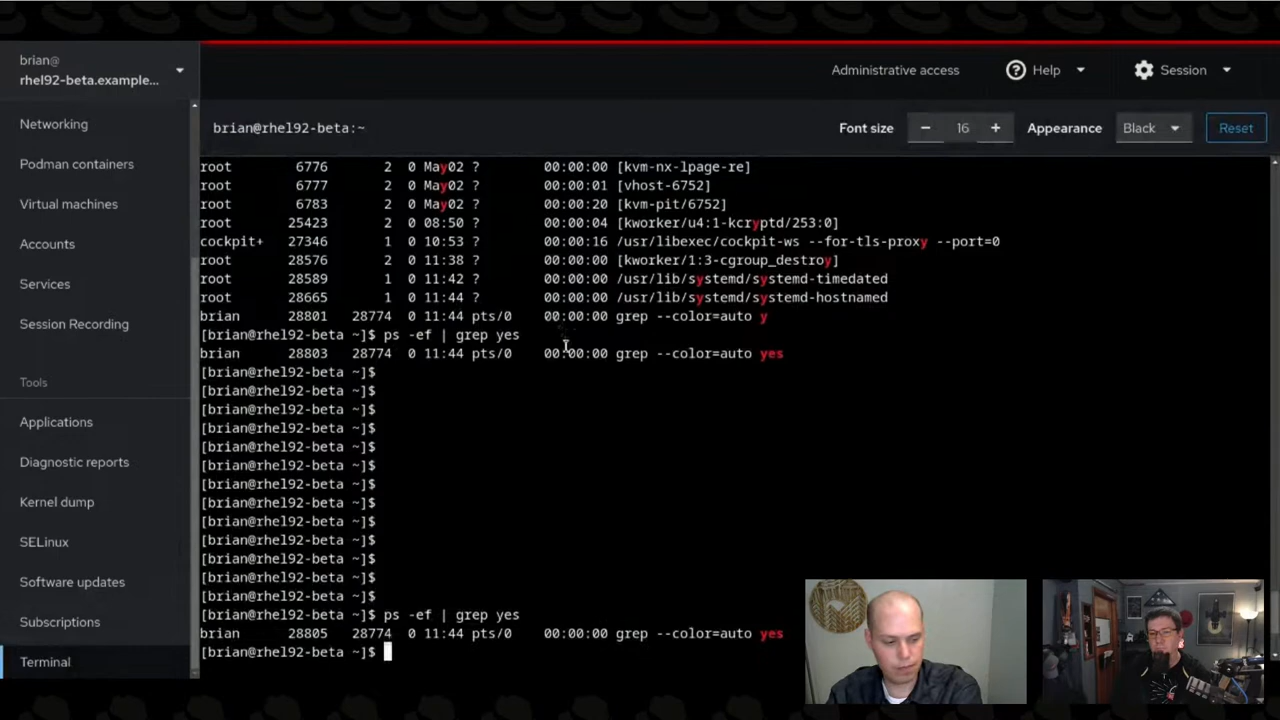 brian@
rhel92-beta.example...
Administrative access
Help
Session
Networking
Podman containers
Virtual machines
Accounts
Services
Session Recording
Tools
Applications
Diagnostic reports
Kernel dump
SELinux
Software updates
Subscriptions
Terminal
brian@rhel92-beta:~
Font size
16
Appearance
Black
Reset
root 6776 2 0 May02 ? 00:00:00 [kvm-nx-lpage-re]
root 6777 2 0 May02 ? 00:00:01 [vhost-6752]
root 6783 2 0 May02 ? 00:00:20 [kvm-pit/6752]
root 25423 2 0 08:50 ? 00:00:04 [kworker/u4:1-kcryptd/253:0]
cockpit+ 27346 1 0 10:53 ? 00:00:16 /usr/libexec/cockpit-ws --for-tls-proxy --port=0
root 28576 2 0 11:38 ? 00:00:00 [kworker/1:3-cgroup_destroy]
root 28589 1 0 11:42 ? 00:00:00 /usr/lib/systemd/systemd-timedated
root 28665 1 0 11:44 ? 00:00:00 /usr/lib/systemd/systemd-hostnamed
brian 28801 28774 0 11:44 pts/0 00:00:00 grep --color=auto y
[brian@rhel92-beta ~]$ ps -ef | grep yes
brian 28803 28774 0 11:44 pts/0 00:00:00 grep --color=auto yes
[brian@rhel92-beta ~]$
[brian@rhel92-beta ~]$
[brian@rhel92-beta ~]$
[brian@rhel92-beta ~]$
[brian@rhel92-beta ~]$
[brian@rhel92-beta ~]$
[brian@rhel92-beta ~]$
[brian@rhel92-beta ~]$
[brian@rhel92-beta ~]$
[brian@rhel92-beta ~]$
[brian@rhel92-beta ~]$
[brian@rhel92-beta ~]$
[brian@rhel92-beta ~]$
[brian@rhel92-beta ~]$ ps -ef | grep yes
brian 28805 28774 0 11:44 pts/0 00:00:00 grep --color=auto yes
[brian@rhel92-beta ~]$